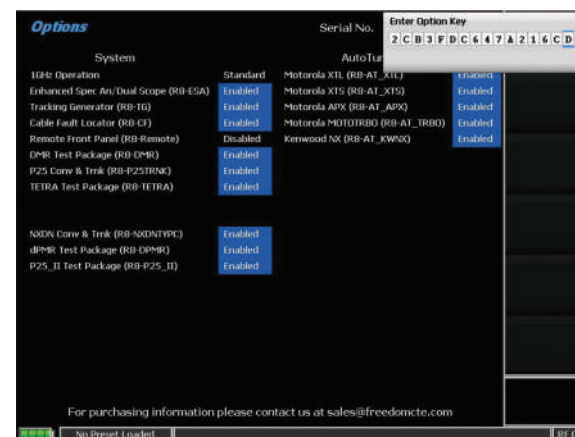 Options
Serial No.
Enter Option Key
2CB3FDC647A216CD
System
1GHz Operation Standard
Enhanced Spec An/Dual Scope (R8-ESA) Enabled
Tracking Generator (R8-TG) Enabled
Cable Fault Locator (R8-CF) Enabled
Remote Front Panel (R8-Remote) Disabled
DMR Test Package (R8-DMR) Enabled
P25 Conv & Trnk (R8-P25TRNK) Enabled
TETRA Test Package (R8-TETRA) Enabled
NXDN Conv & Trnk (R8-NXDNTYPC) Enabled
dPMR Test Package (R8-DPMR) Enabled
P25_II Test Package (R8-P25_II) Enabled
AutoTu
Motorola XTL (R8-AT_XTL) Enabled
Motorola XTS (R8-AT_XTS) Enabled
Motorola APX (R8-AT_APX) Enabled
Motorola MOTOTRBO (R8-AT_TRBO) Enabled
Kenwood NX (R8-AT_KWNX) Enabled
For purchasing information please contact us at sales@freedomcte.com
No Preset Loaded